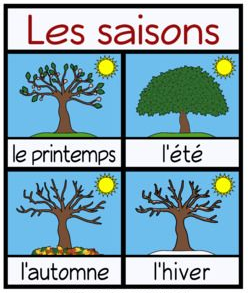 Les saisons
le printemps
l'été
l'automne
l'hiver